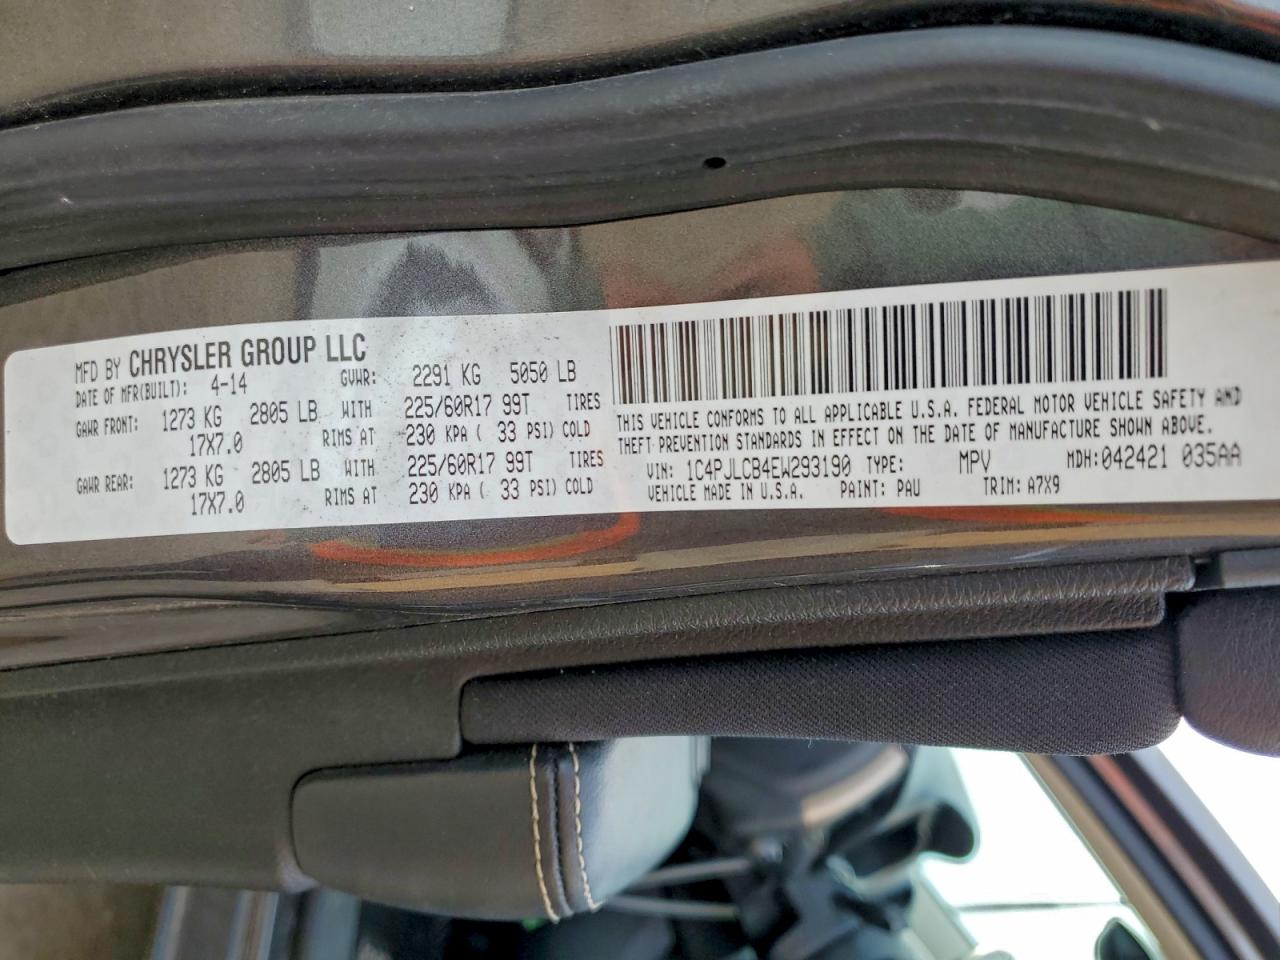 MFD BY CHRYSLER GROUP LLC
DATE OF MFR(BUILT): 4-14 GVWR: 2291 KG 5050 LB
GAWR FRONT: 1273 KG 2805 LB WITH 225/60R17 99T TIRES
17X7.0 RIMS AT 230 KPA ( 33 PSI) COLD
GAWR REAR: 1273 KG 2805 LB WITH 225/60R17 99T TIRES
17X7.0 RIMS AT 230 KPA ( 33 PSI) COLD
THIS VEHICLE CONFORMS TO ALL APPLICABLE U.S.A. FEDERAL MOTOR VEHICLE SAFETY AND
THEFT PREVENTION STANDARDS IN EFFECT ON THE DATE OF MANUFACTURE SHOWN ABOVE.
VIN: 1C4PJLCB4EW293190 TYPE: MPV MDH: 042421 035AA
VEHICLE MADE IN U.S.A. PAINT: PAU TRIM: A7X9